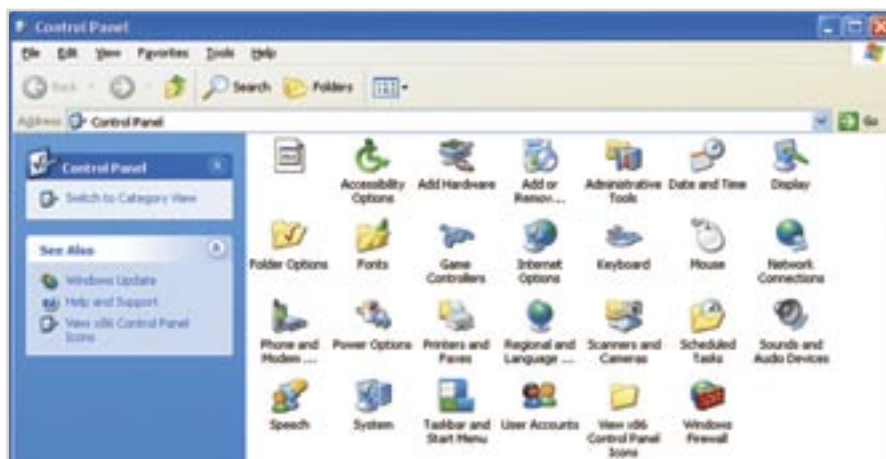 Control Panel
File Edit View Favorites Tools Help
Back Search Folders
Address Control Panel Go
Control Panel
Switch to Category View
See Also
Windows Update
Help and Support
View x86 Control Panel
Icons
Accessibility
Options
Add Hardware
Add or
Remov...
Administrative
Tools
Date and Time
Display
Folder Options
Fonts
Game
Controllers
Internet
Options
Keyboard
Mouse
Network
Connections
Phone and
Modem ...
Power Options
Printers and
Faxes
Regional and
Language ...
Scanners and
Cameras
Scheduled
Tasks
Sounds and
Audio Devices
Speech
System
Taskbar and
Start Menu
User Accounts
View x86
Control Panel
Icons
Windows
Firewall